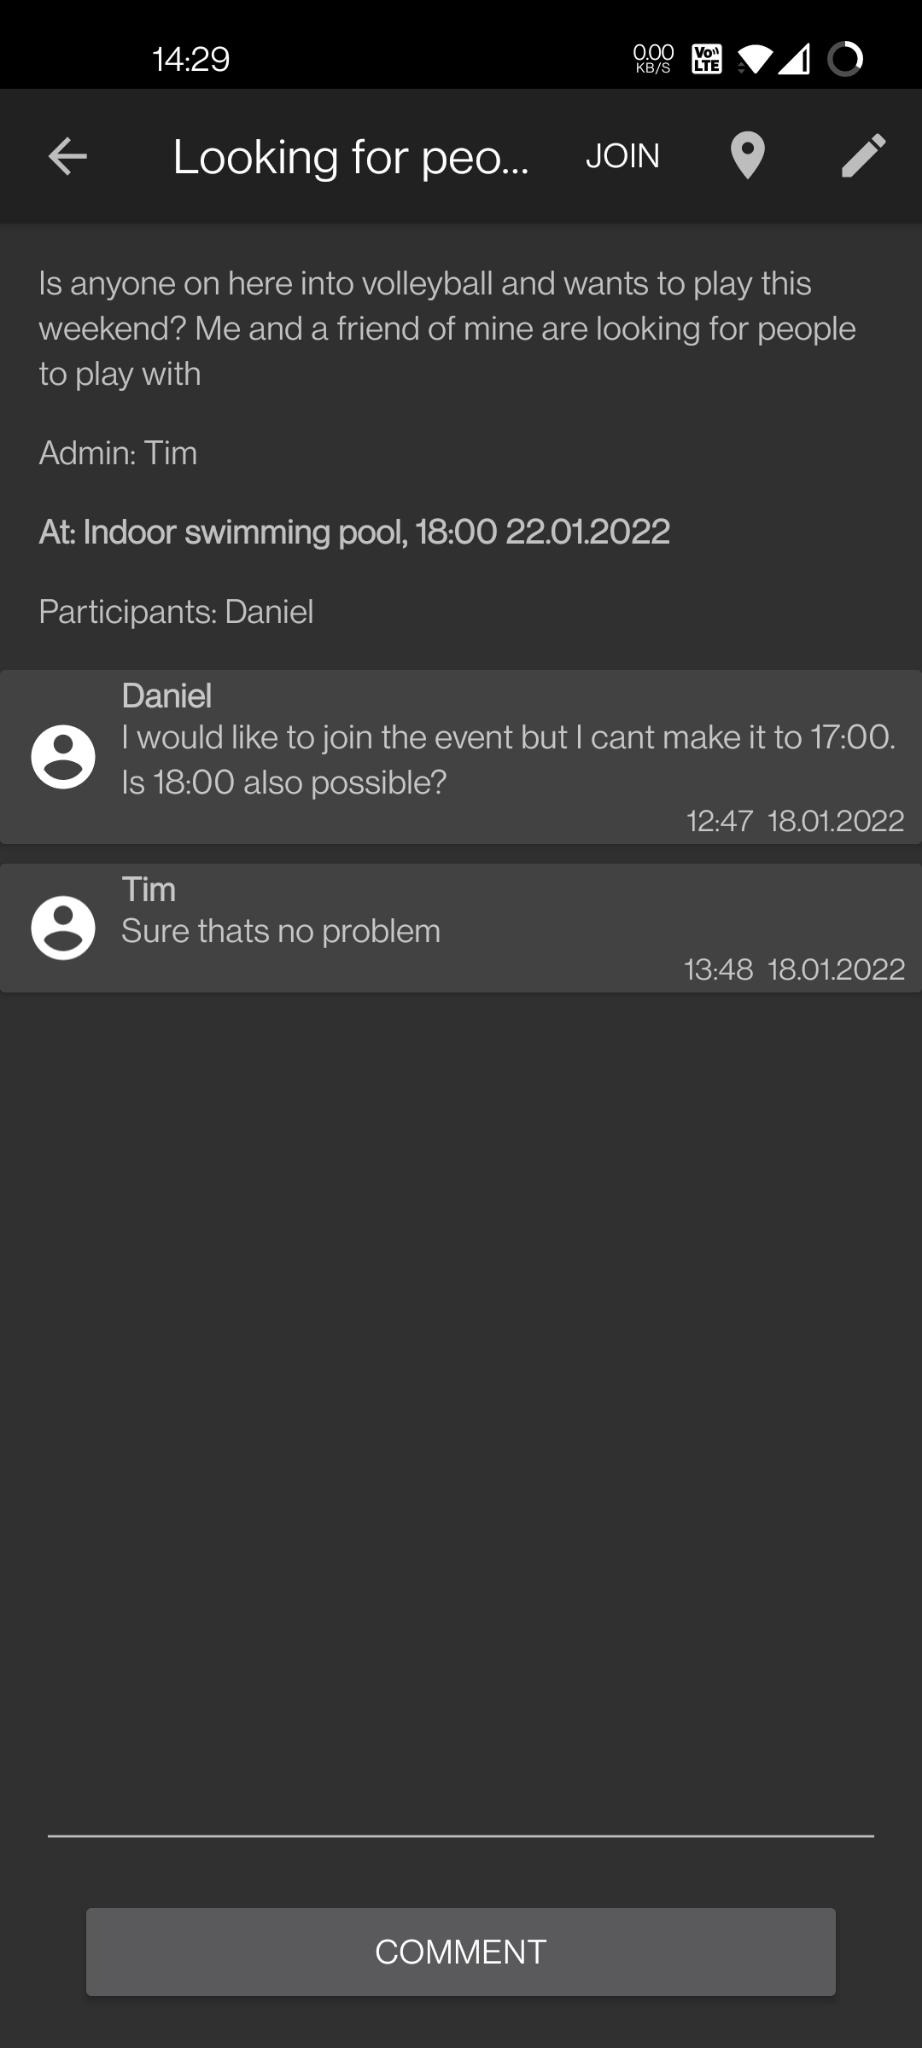 14:29
0.00
KB/S
Vo))
LTE
Looking for peo...
JOIN
Is anyone on here into volleyball and wants to play this
weekend? Me and a friend of mine are looking for people
to play with
Admin: Tim
At: Indoor swimming pool, 18:00 22.01.2022
Participants: Daniel
Daniel
I would like to join the event but I cant make it to 17:00.
Is 18:00 also possible?
12:47 18.01.2022
Tim
Sure thats no problem
13:48 18.01.2022
COMMENT